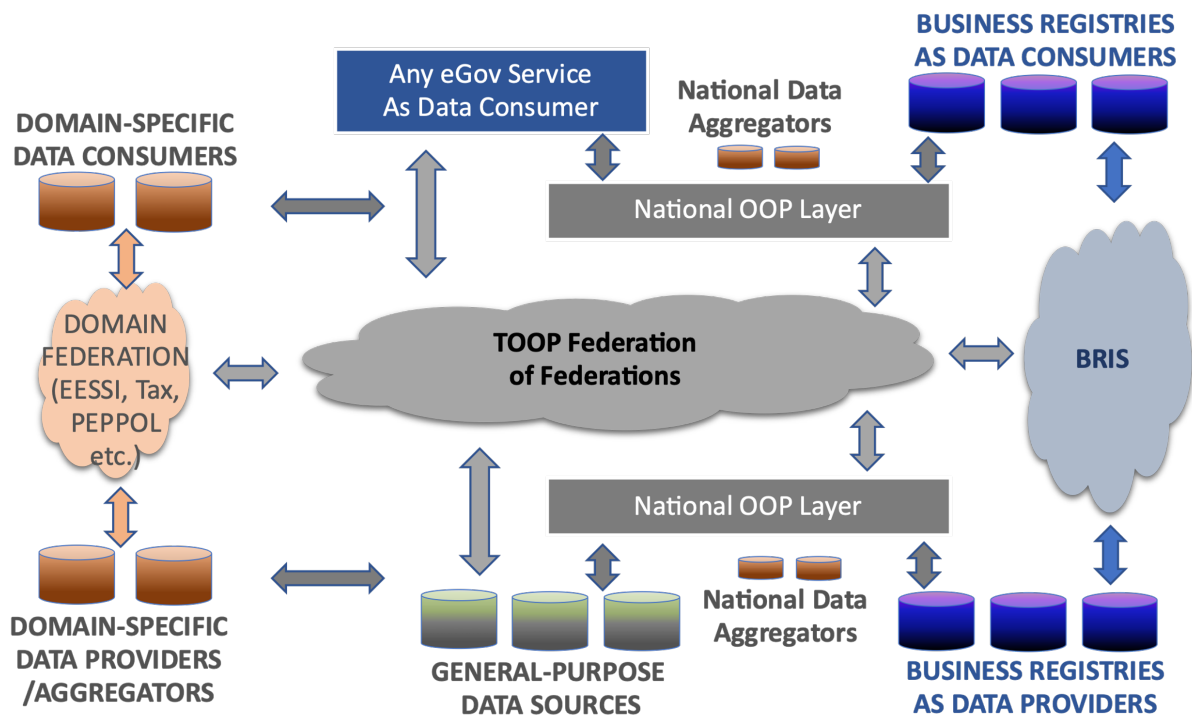 BUSINESS REGISTRIES
AS DATA CONSUMERS
Any eGov Service
As Data Consumer
National Data
Aggregators
DOMAIN-SPECIFIC
DATA CONSUMERS
National OOP Layer
DOMAIN
FEDERATION
(EESSI, Tax,
PEPPOL
etc.)
TOOP Federation
of Federations
BRIS
National OOP Layer
DOMAIN-SPECIFIC
DATA PROVIDERS
/AGGREGATORS
GENERAL-PURPOSE
DATA SOURCES
National Data
Aggregators
BUSINESS REGISTRIES
AS DATA PROVIDERS